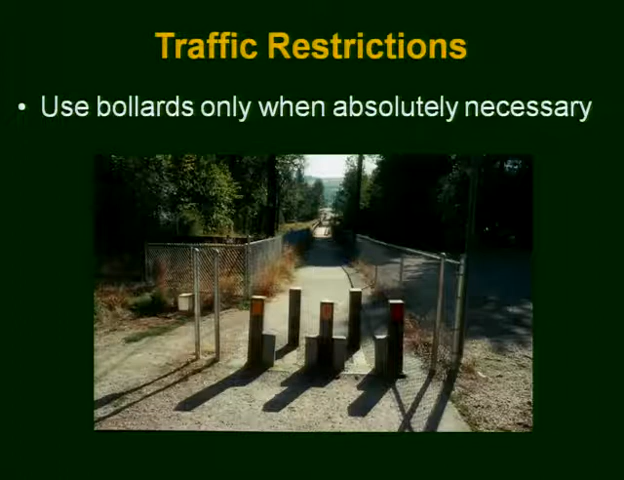 Traffic Restrictions
• Use bollards only when absolutely necessary